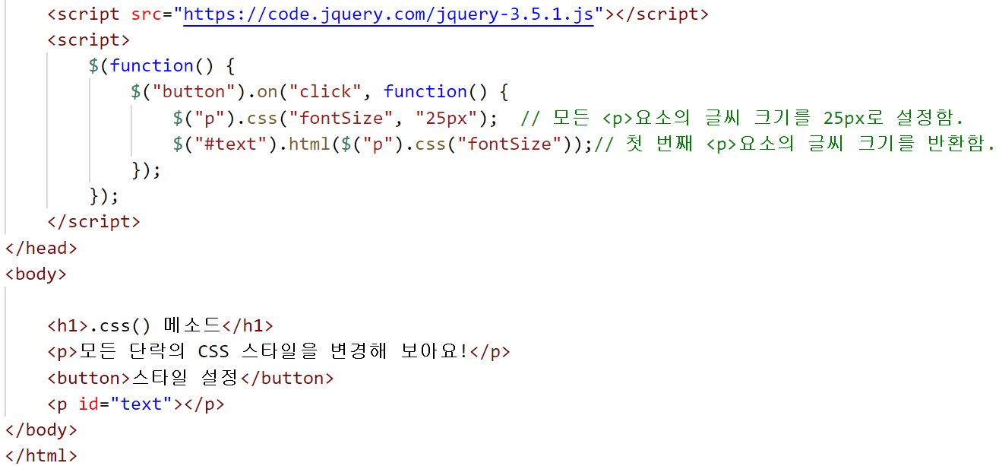 <script src="https://code.jquery.com/jquery-3.5.1.js"></script>
<script>
$(function() {
$("button").on("click", function() {
$("p").css("fontSize", "25px"); // 모든 <p>요소의 글씨 크기를 25px로 설정함.
$("#text").html($("p").css("fontSize"));// 첫 번째 <p>요소의 글씨 크기를 반환함.
});
});
</script>
</head>
<body>
<h1>.css() 메소드</h1>
<p>모든 단락의 CSS 스타일을 변경해 보아요!</p>
<button>스타일 설정</button>
<p id="text"></p>
</body>
</html>